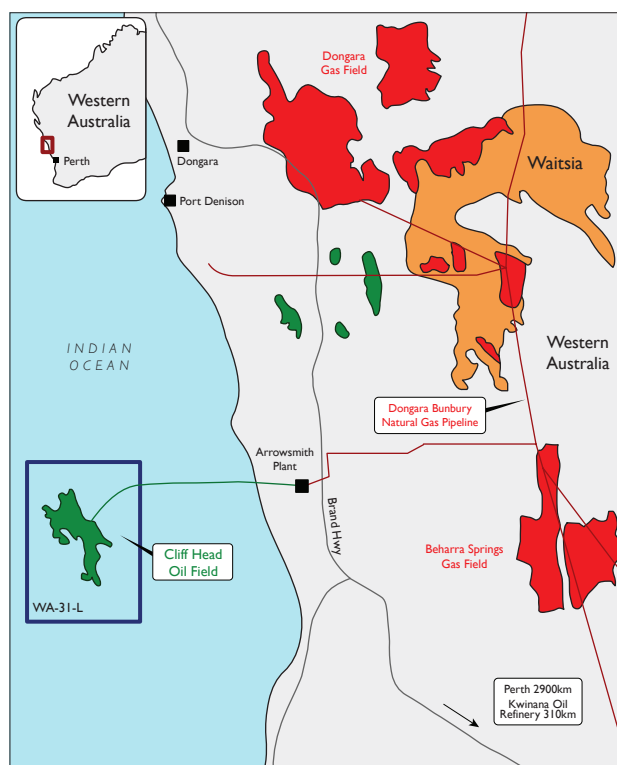 Western
Australia
Perth
Dongara
Gas Field
Dongara
Port Denison
Waitsia
INDIAN
OCEAN
Western
Australia
Dongara Bunbury
Natural Gas Pipeline
Arrowsmith
Plant
Brand Hwy
Cliff Head
Oil Field
WA-31-L
Beharra Springs
Gas Field
Perth 2900km
Kwinana Oil
Refinery 310km